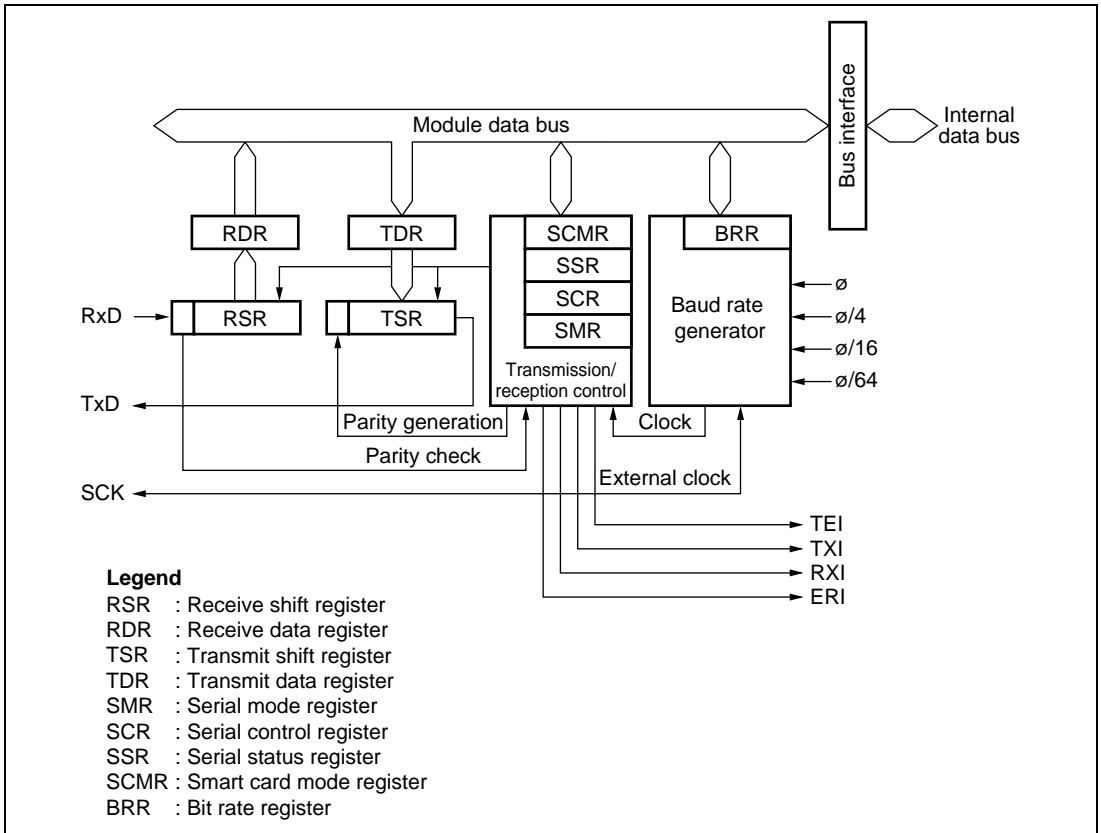 Bus interface
Internal
data bus
Module data bus
RDR
TDR
SCMR
BRR
SSR
SCR
SMR
RxD
RSR
TSR
Baud rate
generator
ø
ø/4
ø/16
ø/64
Transmission/
reception control
TxD
Parity generation
Clock
Parity check
External clock
SCK
TEI
TXI
RXI
ERI
Legend
RSR : Receive shift register
RDR : Receive data register
TSR : Transmit shift register
TDR : Transmit data register
SMR : Serial mode register
SCR : Serial control register
SSR : Serial status register
SCMR : Smart card mode register
BRR : Bit rate register